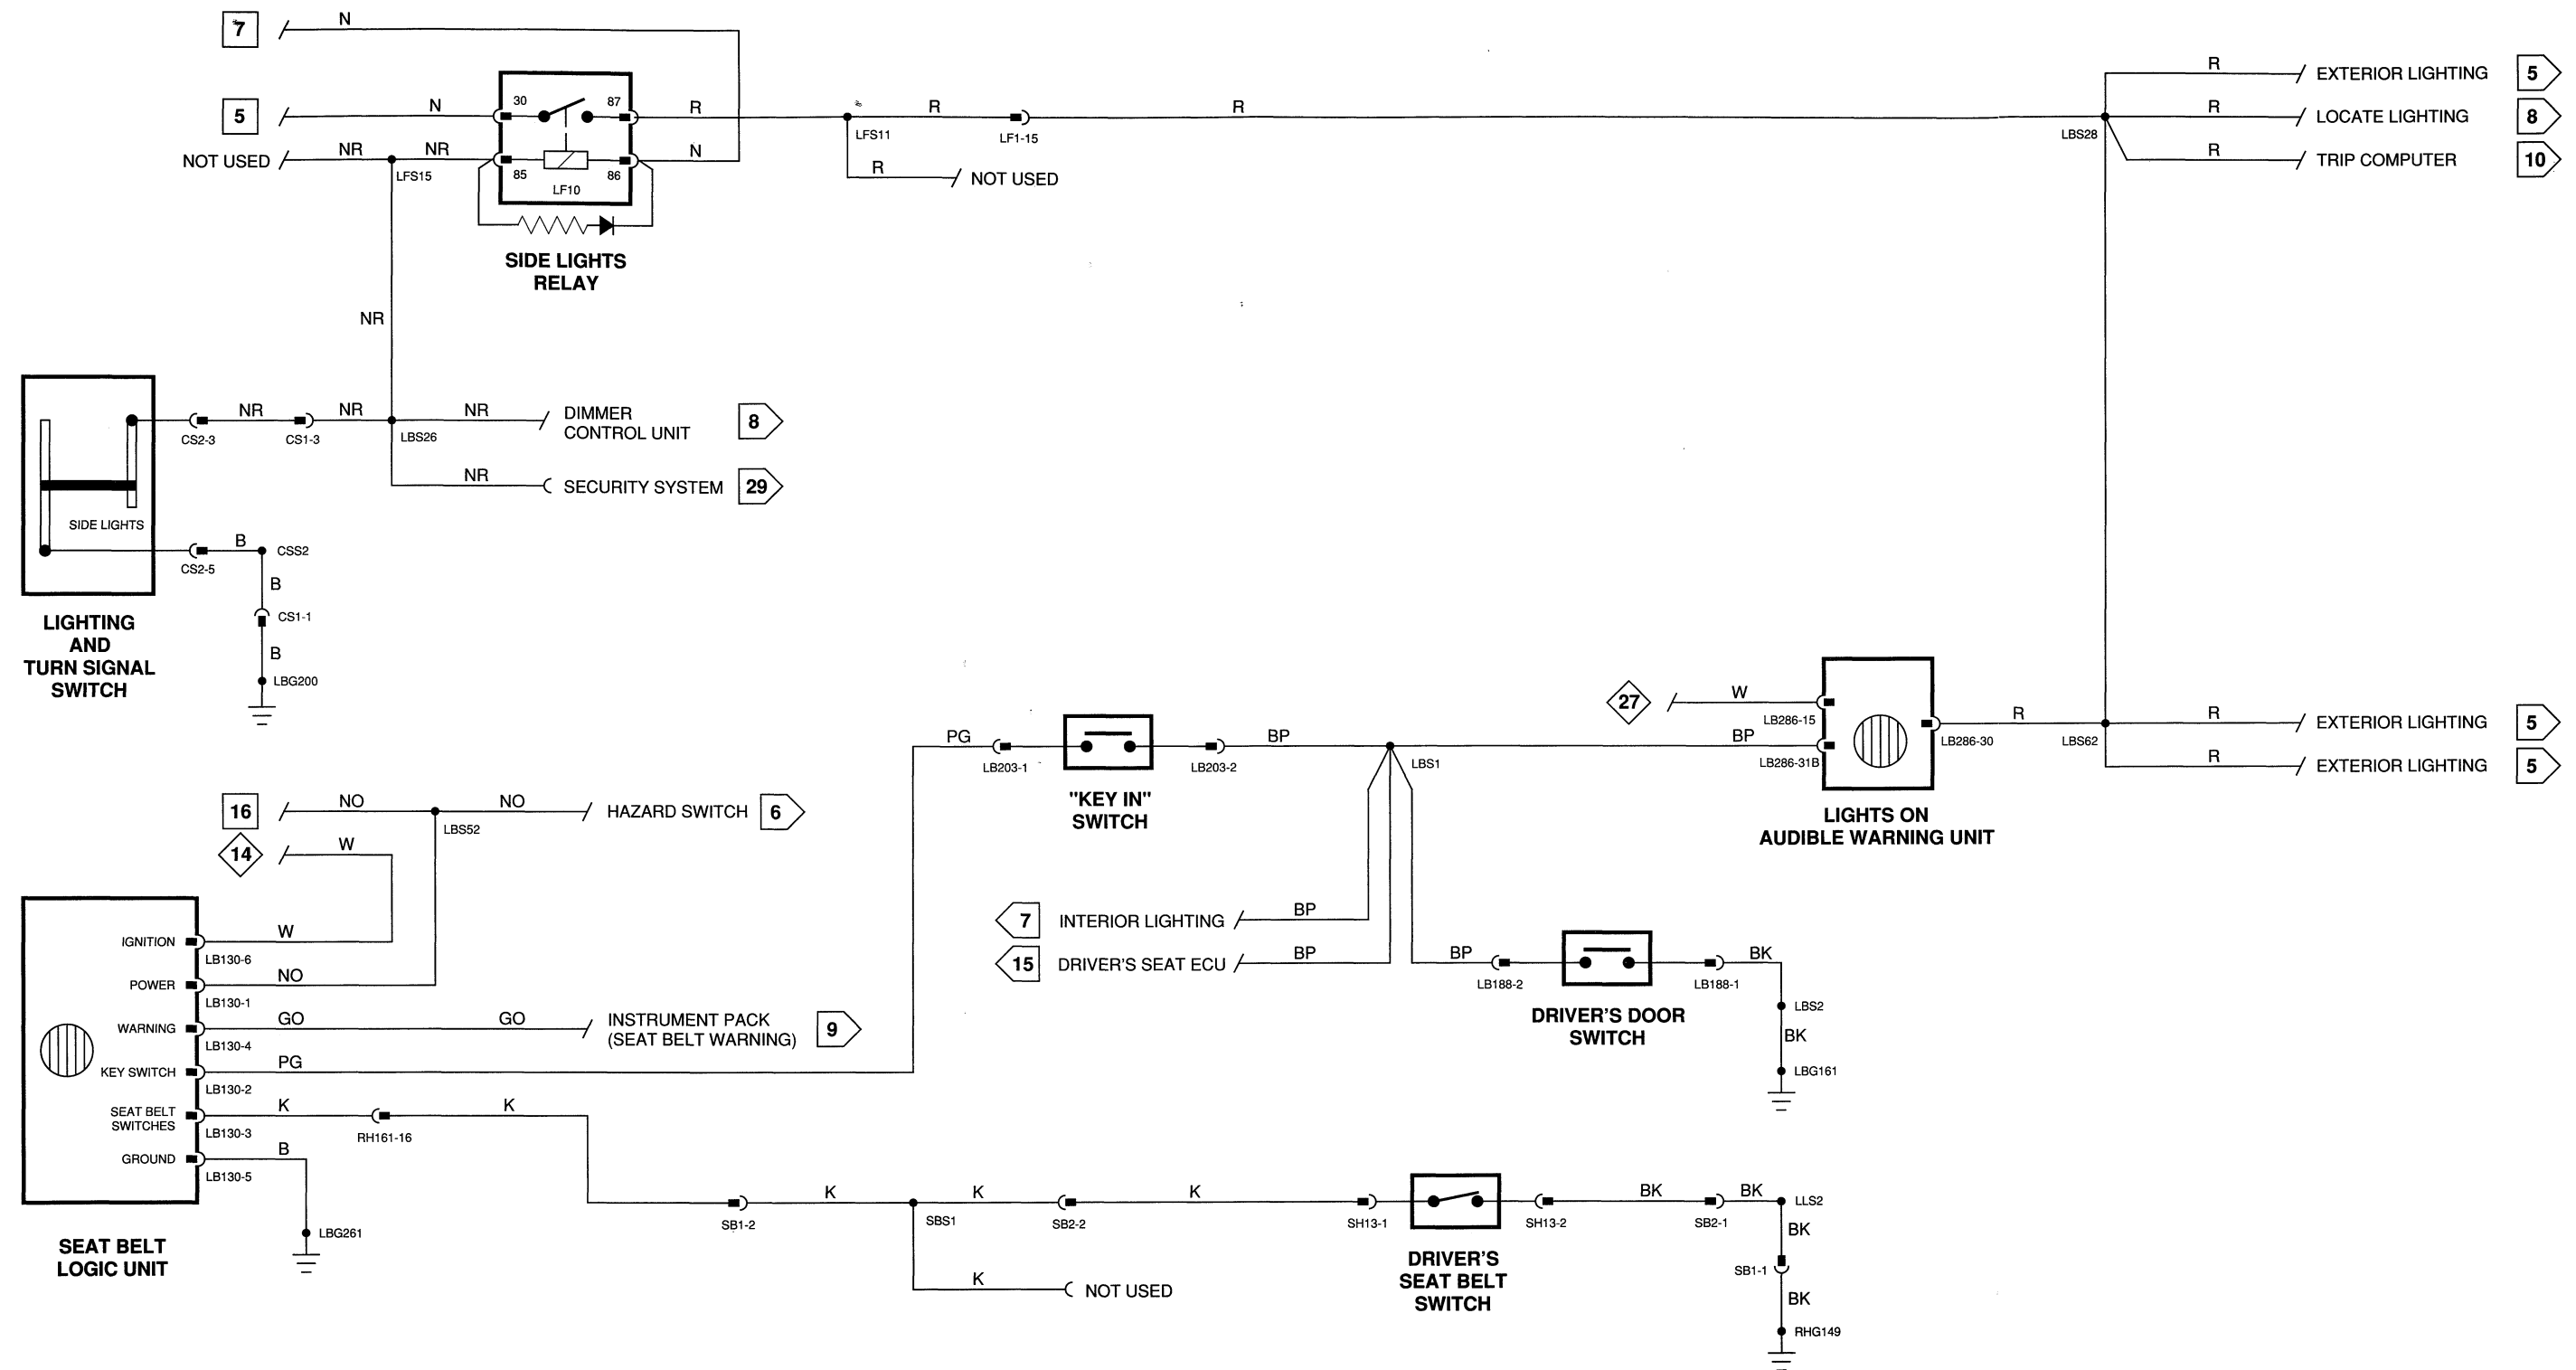 7 N
5 N
NOT USED NR NR
LFS15
30 87
85 86
LF10
SIDE LIGHTS
RELAY
R
N
LFS11
R
LF1-15
R
R NOT USED
LBS28
R EXTERIOR LIGHTING 5
R LOCATE LIGHTING 8
R TRIP COMPUTER 10
NR
SIDE LIGHTS
LIGHTING
AND
TURN SIGNAL
SWITCH
CS2-3
NR
CS1-3
NR
LBS26
NR
DIMMER
CONTROL UNIT
8
NR SECURITY SYSTEM 29
CS2-5
B
CSS2
B
CS1-1
B
LBG200
27 W
LB286-15
BP
LB286-31B
LB286-30
R
LBS62
R EXTERIOR LIGHTING 5
R EXTERIOR LIGHTING 5
LIGHTS ON
AUDIBLE WARNING UNIT
PG
LB203-1
"KEY IN"
SWITCH
LB203-2
BP
LBS1
7 INTERIOR LIGHTING BP
15 DRIVER'S SEAT ECU BP
BP
LB188-2
DRIVER'S DOOR
SWITCH
LB188-1
BK
LBS2
BK
LBG161
16 NO
LBS52
NO HAZARD SWITCH 6
14 W
IGNITION
LB130-6
W
POWER
LB130-1
NO
WARNING
LB130-4
GO GO
INSTRUMENT PACK
(SEAT BELT WARNING)
9
KEY SWITCH
LB130-2
PG
SEAT BELT
SWITCHES
LB130-3
K
RH161-16
K
GROUND
LB130-5
B
LBG261
SEAT BELT
LOGIC UNIT
SB1-2
K
SBS1
K
SB2-2
K
SH13-1
K NOT USED
DRIVER'S
SEAT BELT
SWITCH
SH13-2
BK
SB2-1
BK
LLS2
BK
SB1-1
BK
RHG149